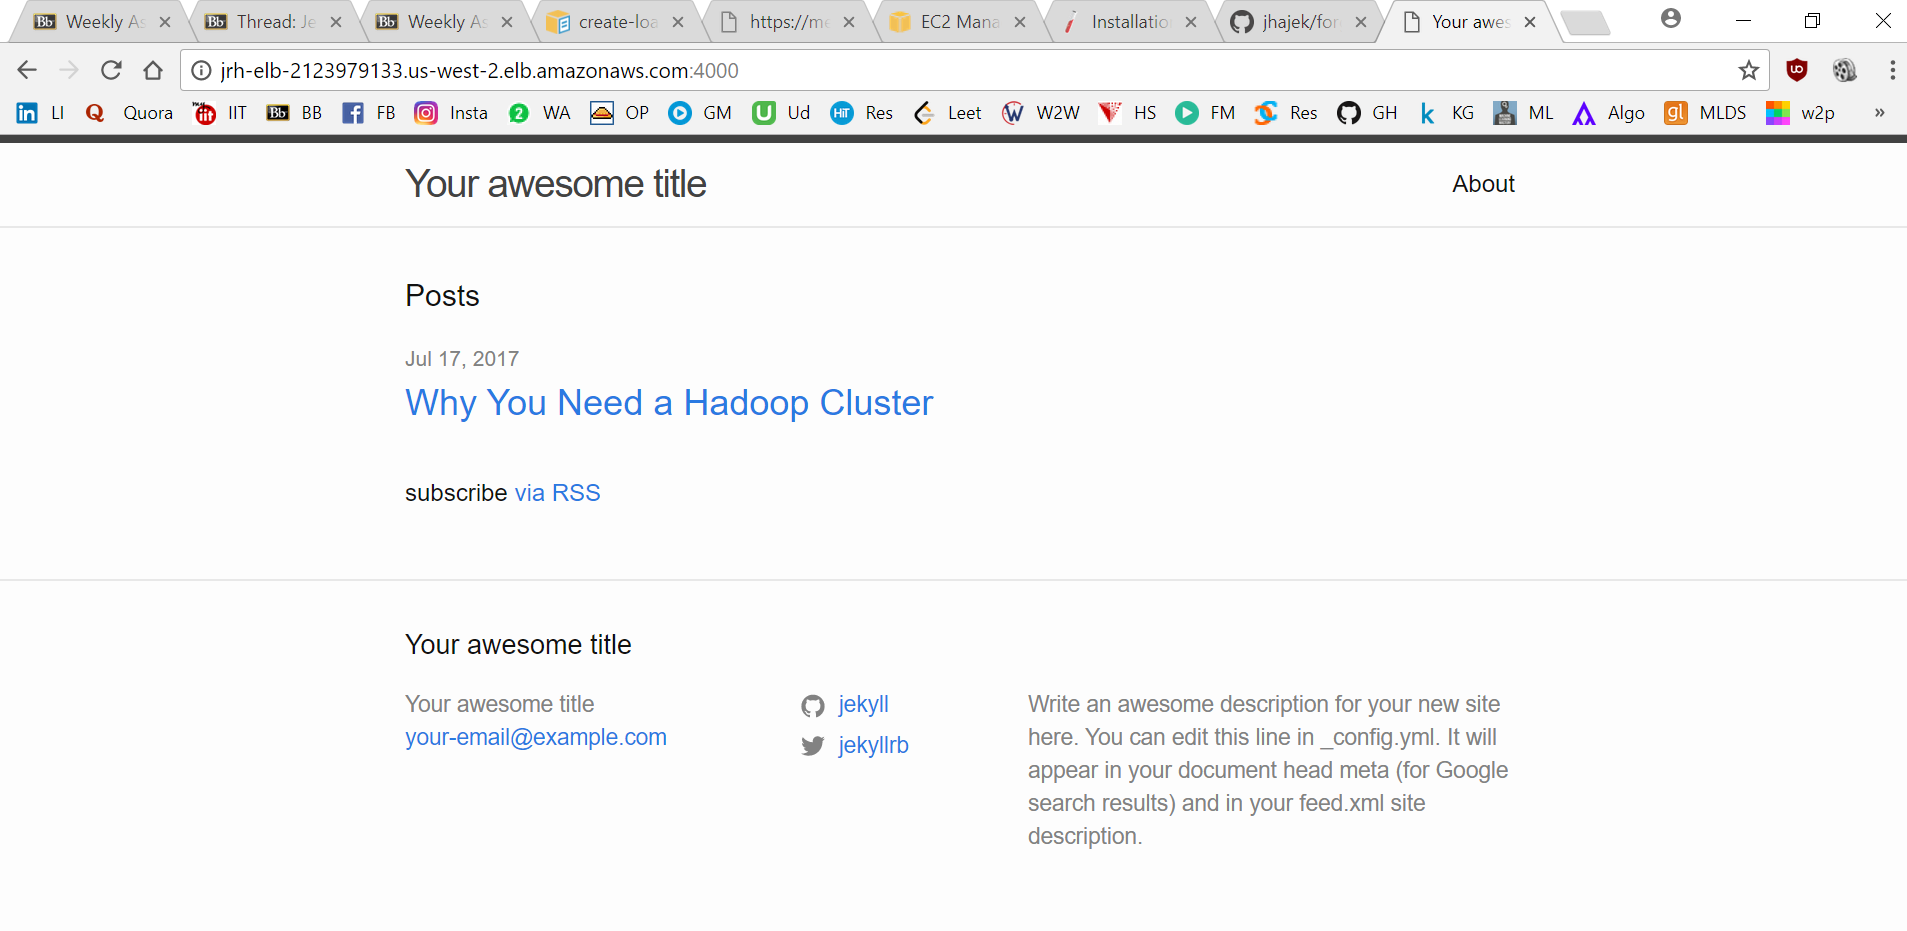 Weekly As
Thread: Je
Weekly As
create-loa
https://me
EC2 Mana
Installatio
jhajek/fore
Your awes
jrh-elb-2123979133.us-west-2.elb.amazonaws.com:4000
LI Quora IIT BB FB Insta WA OP GM Ud Res Leet W2W HS FM Res GH KG ML Algo MLDS w2p »
Your awesome title
About
Posts
Jul 17, 2017
Why You Need a Hadoop Cluster
subscribe via RSS
Your awesome title
Your awesome title
your-email@example.com
jekyll
jekyllrb
Write an awesome description for your new site
here. You can edit this line in _config.yml. It will
appear in your document head meta (for Google
search results) and in your feed.xml site
description.